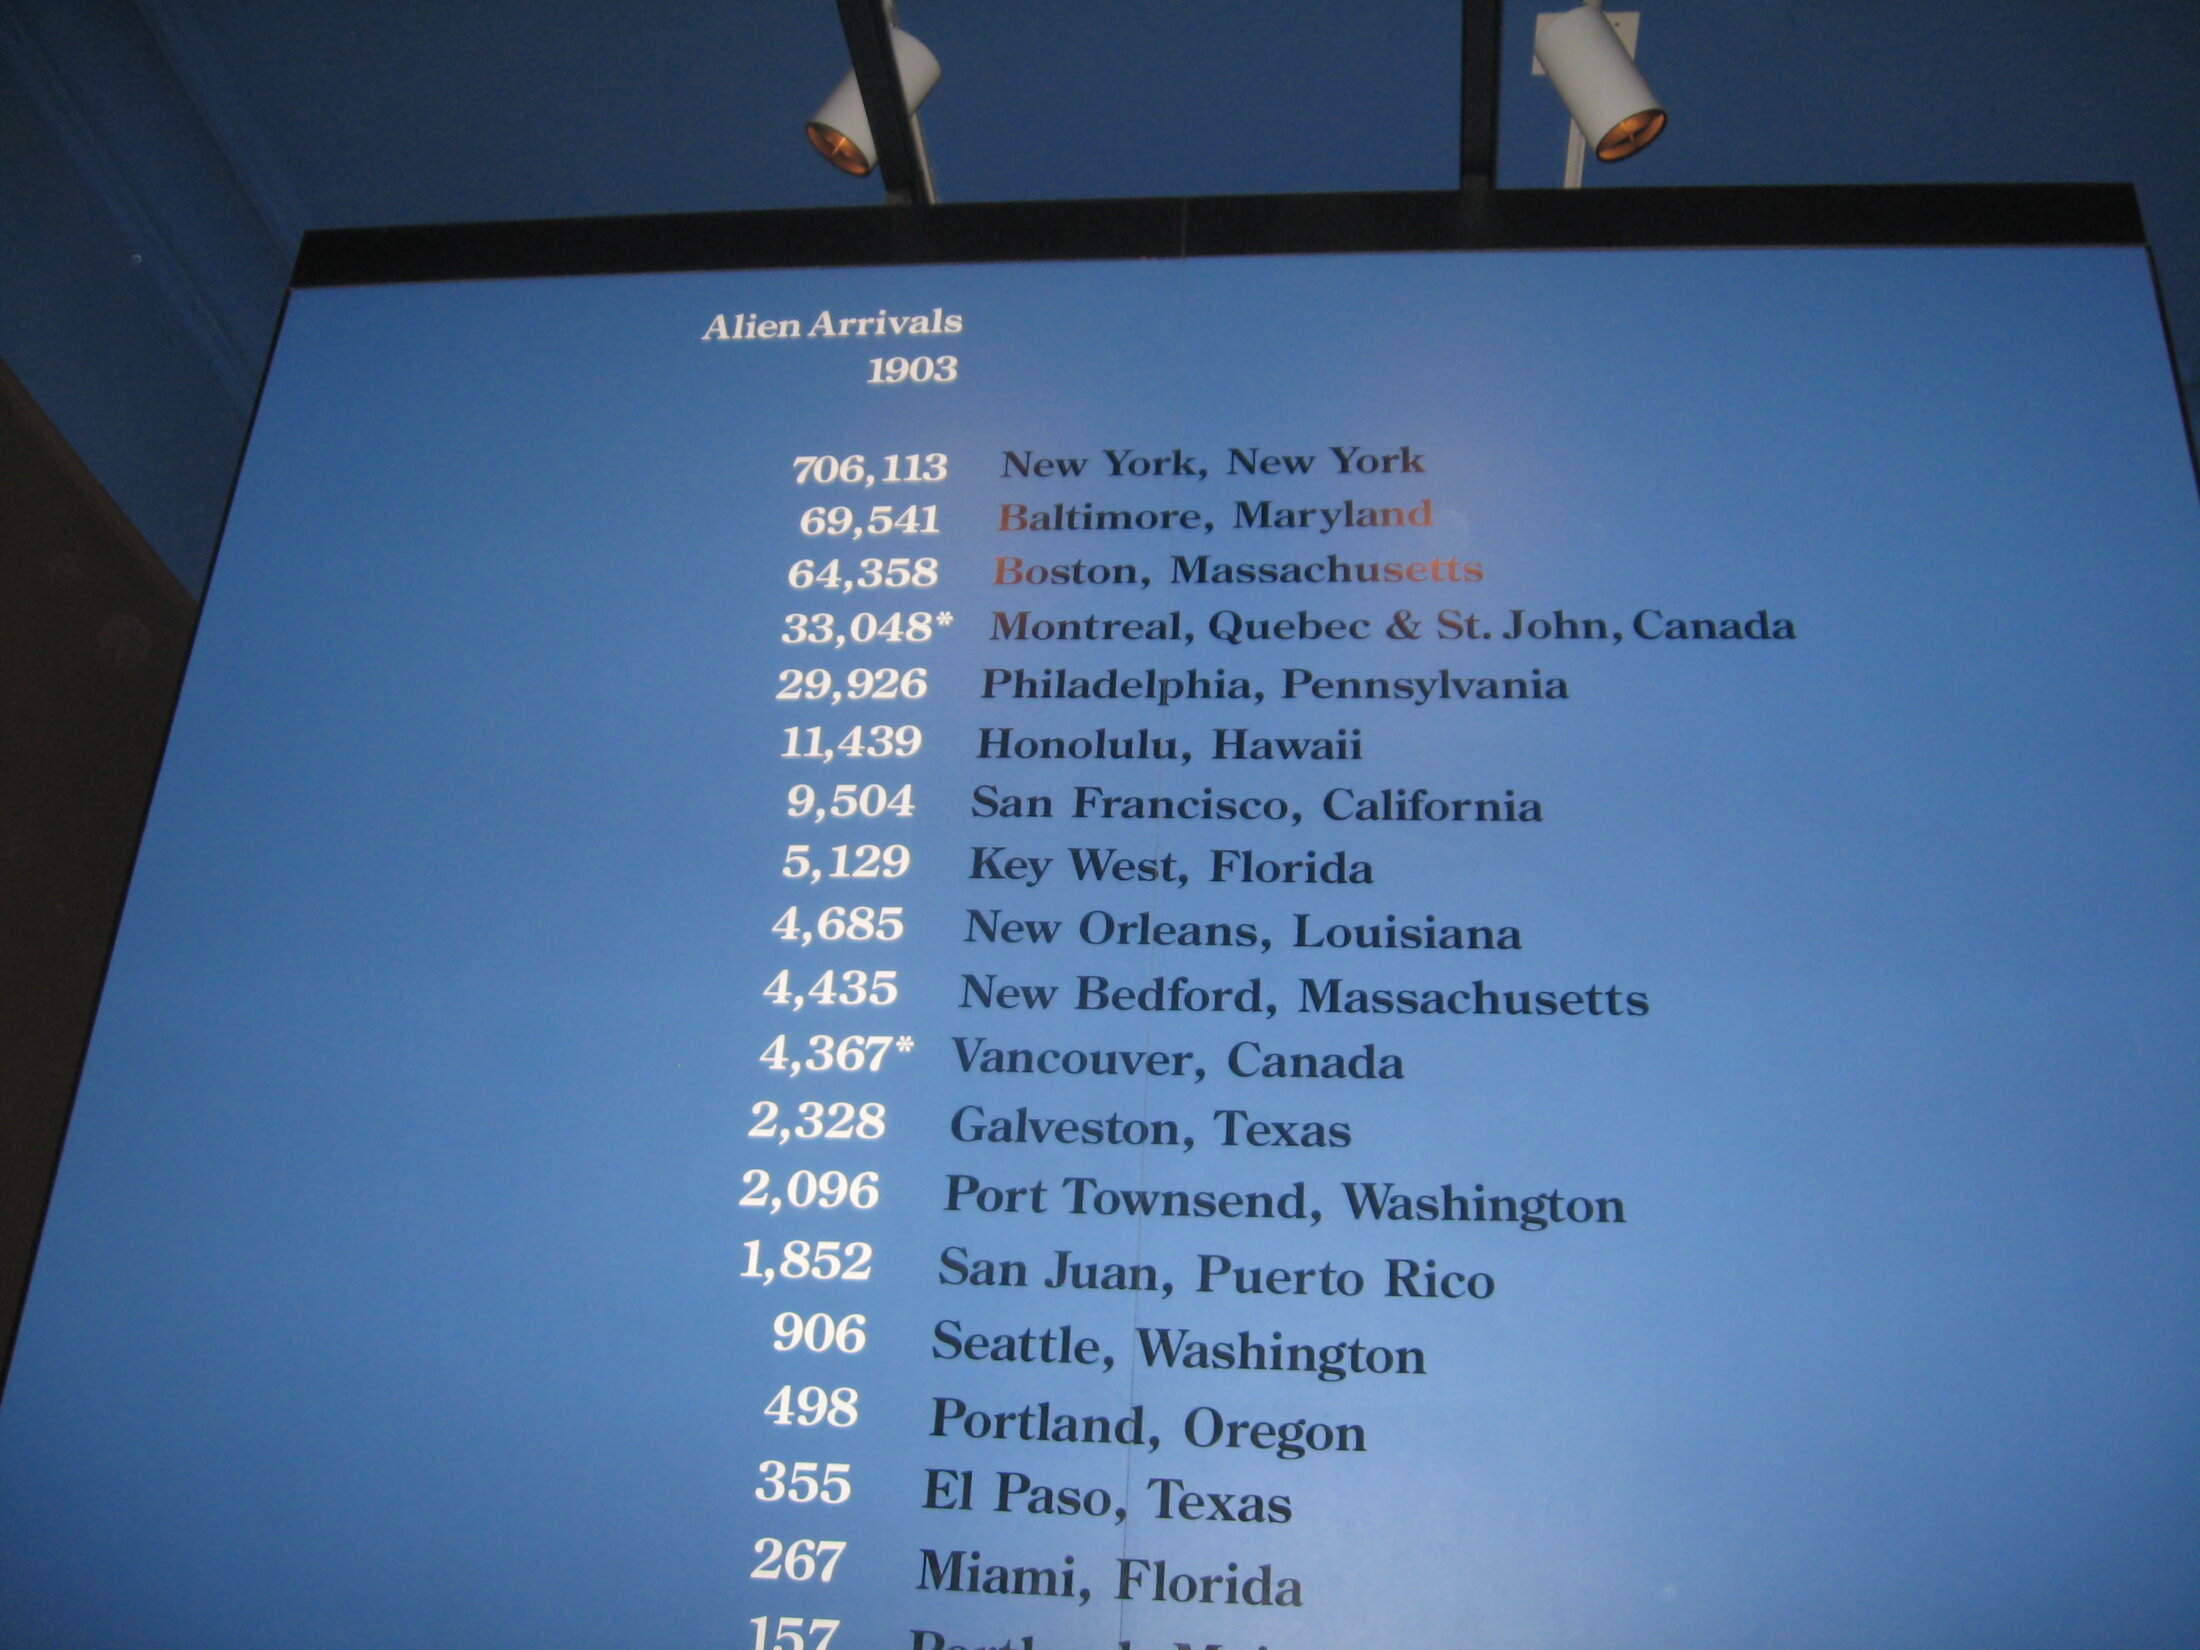 Alien Arrivals
1903
706,113 New York, New York
69,541 Baltimore, Maryland
64,358 Boston, Massachusetts
33,048* Montreal, Quebec & St. John, Canada
29,926 Philadelphia, Pennsylvania
11,439 Honolulu, Hawaii
9,504 San Francisco, California
5,129 Key West, Florida
4,685 New Orleans, Louisiana
4,435 New Bedford, Massachusetts
4,367* Vancouver, Canada
2,328 Galveston, Texas
2,096 Port Townsend, Washington
1,852 San Juan, Puerto Rico
906 Seattle, Washington
498 Portland, Oregon
355 El Paso, Texas
267 Miami, Florida
157 Portland,